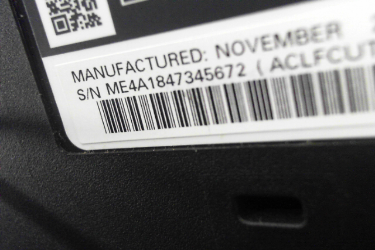 MANUFACTURED: NOVEMBER
S/N ME4A1847345672 ( ACLFCUT